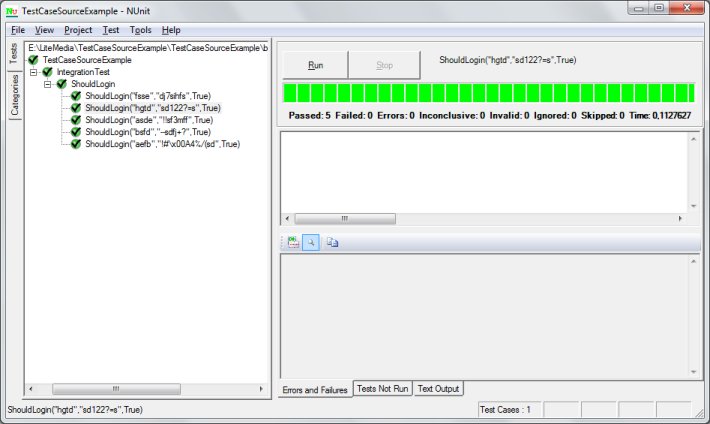 TestCaseSourceExample - NUnit
File View Project Test Tools Help
Tests
Categories
E:\LiteMedia\TestCaseSourceExample\TestCaseSourceExample\b
TestCaseSourceExample
IntegrationTest
ShouldLogin
ShouldLogin("fsse","dj7sihfs",True)
ShouldLogin("hgtd","sd122?=s",True)
ShouldLogin("asde","!!sf3mff",True)
ShouldLogin("bsfd","--sdfj+?",True)
ShouldLogin("aefb","!#\x00A4%/(sd",True)
Run
Stop
ShouldLogin("hgtd","sd122?=s",True)
Passed: 5 Failed: 0 Errors: 0 Inconclusive: 0 Invalid: 0 Ignored: 0 Skipped: 0 Time: 0,1127627
Errors and Failures
Tests Not Run
Text Output
ShouldLogin("hgtd","sd122?=s",True)
Test Cases : 1